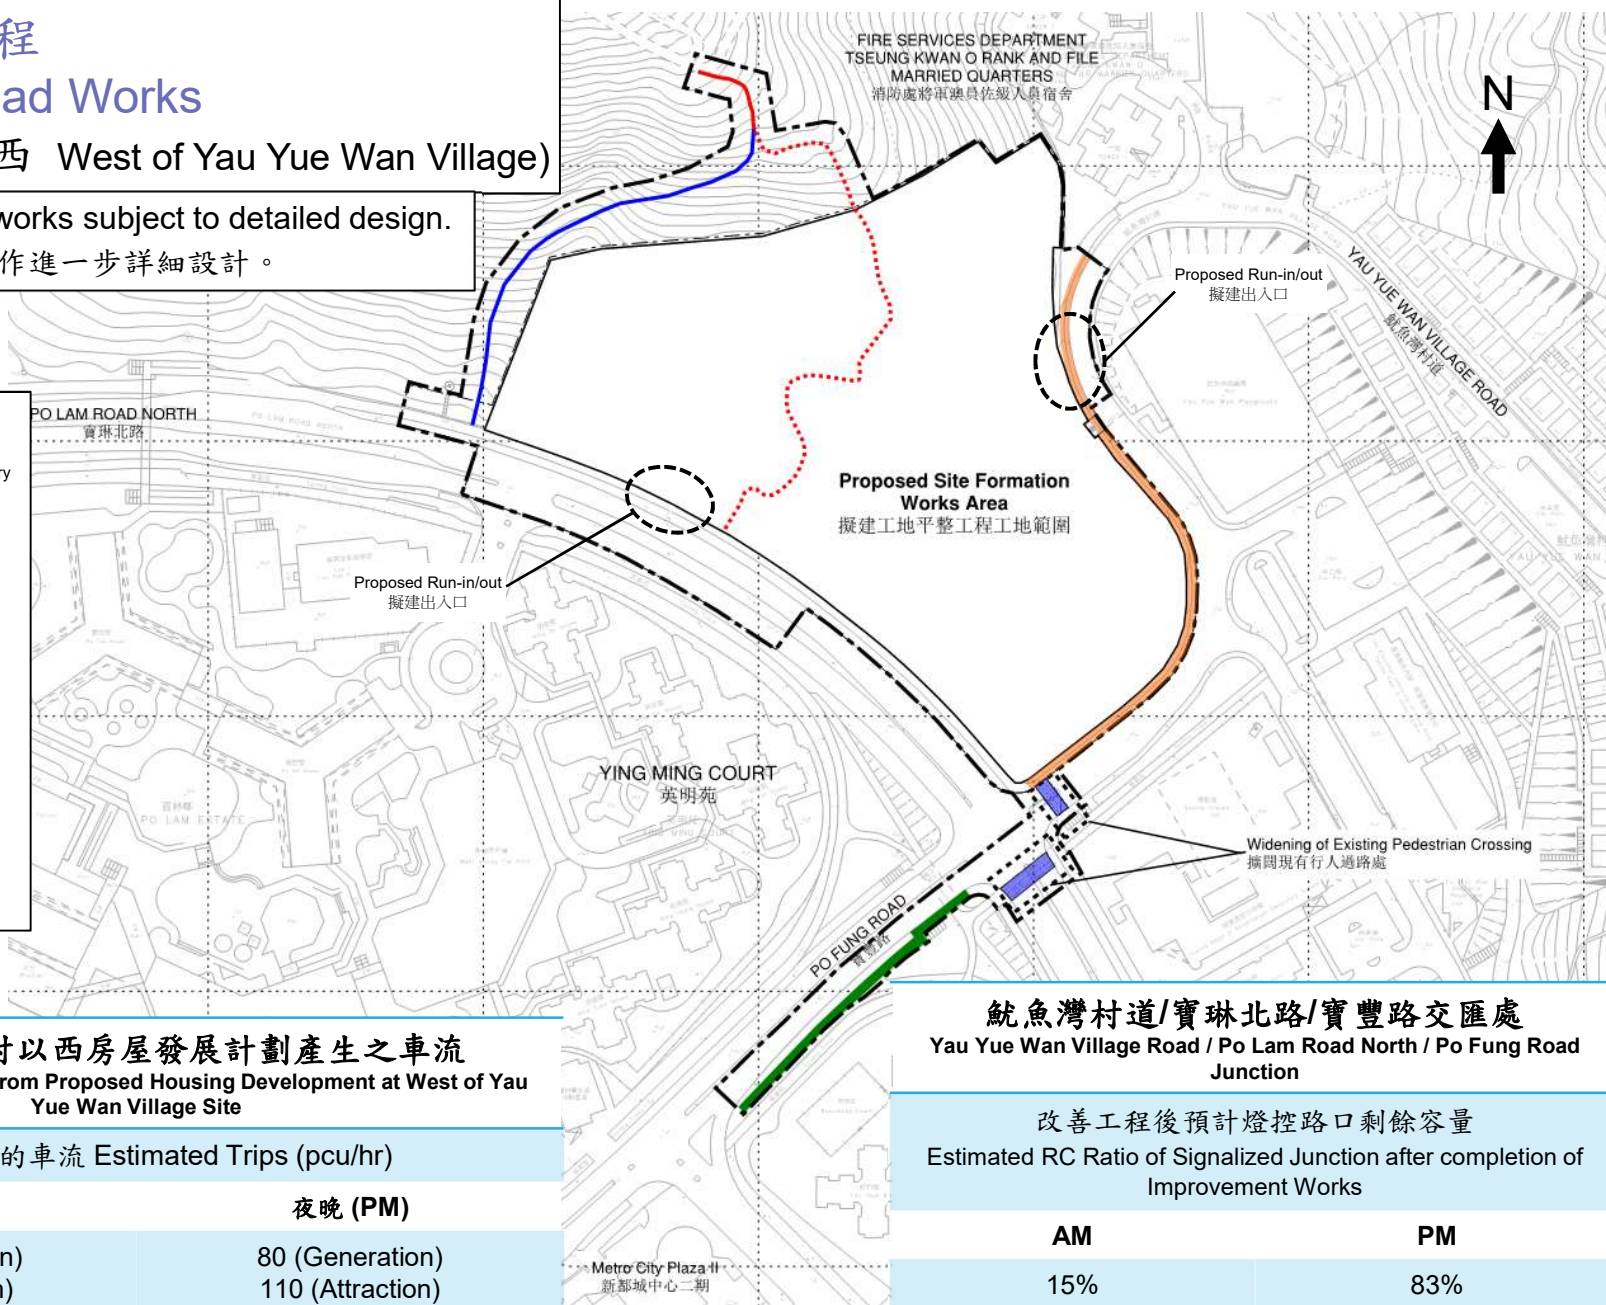 程
ad Works
西 West of Yau Yue Wan Village)
works subject to detailed design.
作進一步詳細設計。
FIRE SERVICES DEPARTMENT
TSEUNG KWAN O RANK AND FILE
MARRIED QUARTERS
消防處將軍澳員佐級人員宿舍
N
Proposed Run-in/out
擬建出入口
YAU YUE WAN VILLAGE ROAD
魷魚灣村道
PO LAM ROAD NORTH
寶琳北路
PO LAM ROAD NORTH
ry
Proposed Site Formation
Works Area
擬建工地平整工程工地範圍
Proposed Run-in/out
擬建出入口
YING MING COURT
英明苑
PO LAM ESTATE
Widening of Existing Pedestrian Crossing
擴闊現有行人過路處
PO FUNG ROAD
寶豐路
村以西房屋發展計劃產生之車流
rom Proposed Housing Development at West of Yau
Yue Wan Village Site
的車流 Estimated Trips (pcu/hr)
夜晚 (PM)
n) 80 (Generation)
n) 110 (Attraction)
Metro City Plaza II
新都城中心二期
魷魚灣村道/寶琳北路/寶豐路交匯處
Yau Yue Wan Village Road / Po Lam Road North / Po Fung Road
Junction
改善工程後預計燈控路口剩餘容量
Estimated RC Ratio of Signalized Junction after completion of
Improvement Works
AM PM
15% 83%